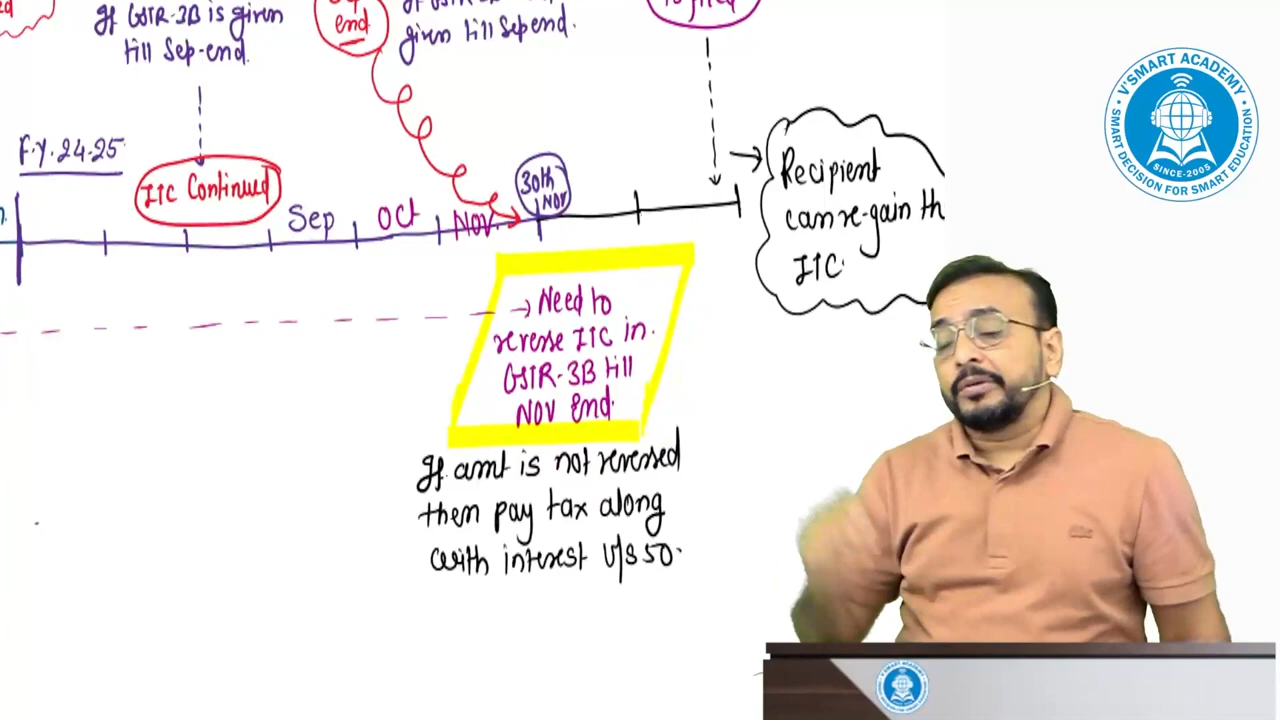 If GSTR-3B is given
till Sep-end.
end
given till Sep end.
F.Y. 24-25
ITC Continued
Sep
Oct
Nov.
30th
Nov
→ Recipient
can re-gain th
ITC.
→ Need to
reverse ITC in.
GSTR-3B till
Nov End.
If amt is not reversed
then pay tax along
with interest U/S 50.
V'SMART ACADEMY
SINCE-2005
SMART DECISION FOR SMART EDUCATION